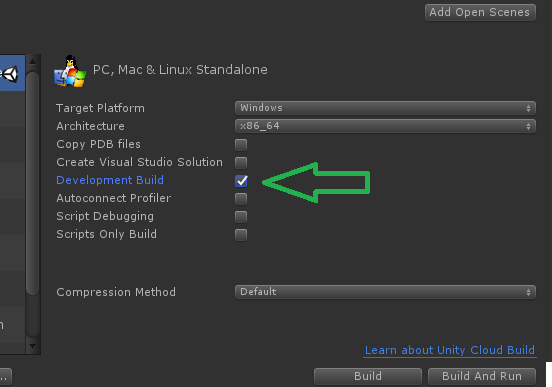 Add Open Scenes
PC, Mac & Linux Standalone
Target Platform Windows
Architecture x86_64
Copy PDB files
Create Visual Studio Solution
Development Build
Autoconnect Profiler
Script Debugging
Scripts Only Build
Compression Method Default
Learn about Unity Cloud Build
Build Build And Run